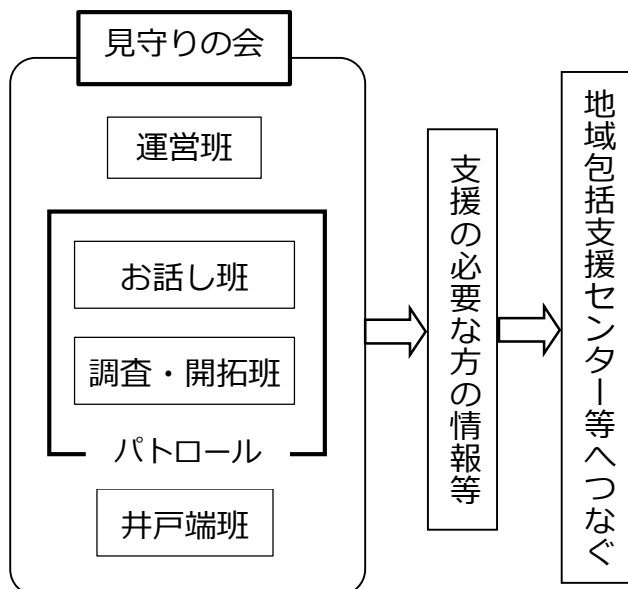 見守りの会
運営班
お話し班
調査・開拓班
パトロール
井戸端班
支援の必要な方の情報等
地域包括支援センター等へつなぐ